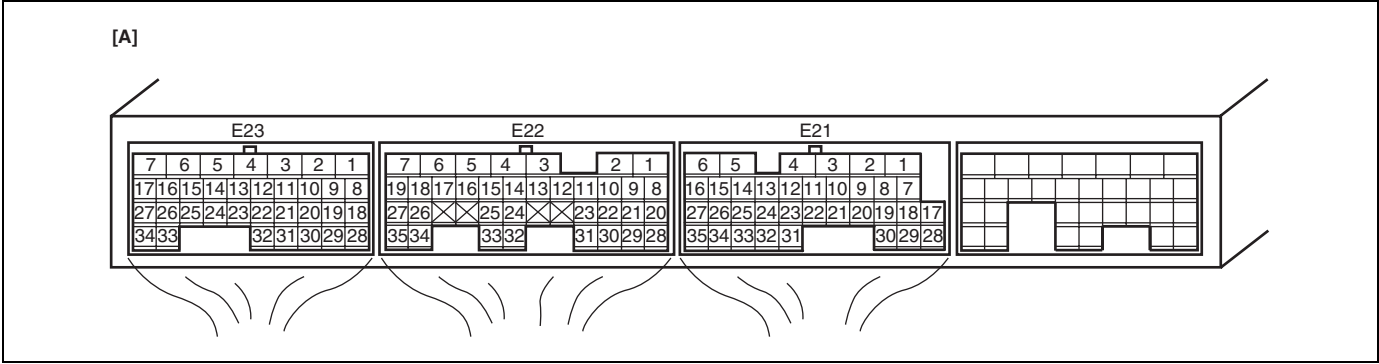 [A]
E23 E22 E21
7 6 5 4 3 2 1 7 6 5 4 3 2 1 6 5 4 3 2 1
17 16 15 14 13 12 11 10 9 8 19 18 17 16 15 14 13 12 11 10 9 8 16 15 14 13 12 11 10 9 8 7
27 26 25 24 23 22 21 20 19 18 27 26 25 24 23 22 21 20 27 26 25 24 23 22 21 20 19 18 17
34 33 32 31 30 29 28 35 34 33 32 31 30 29 28 35 34 33 32 31 30 29 28